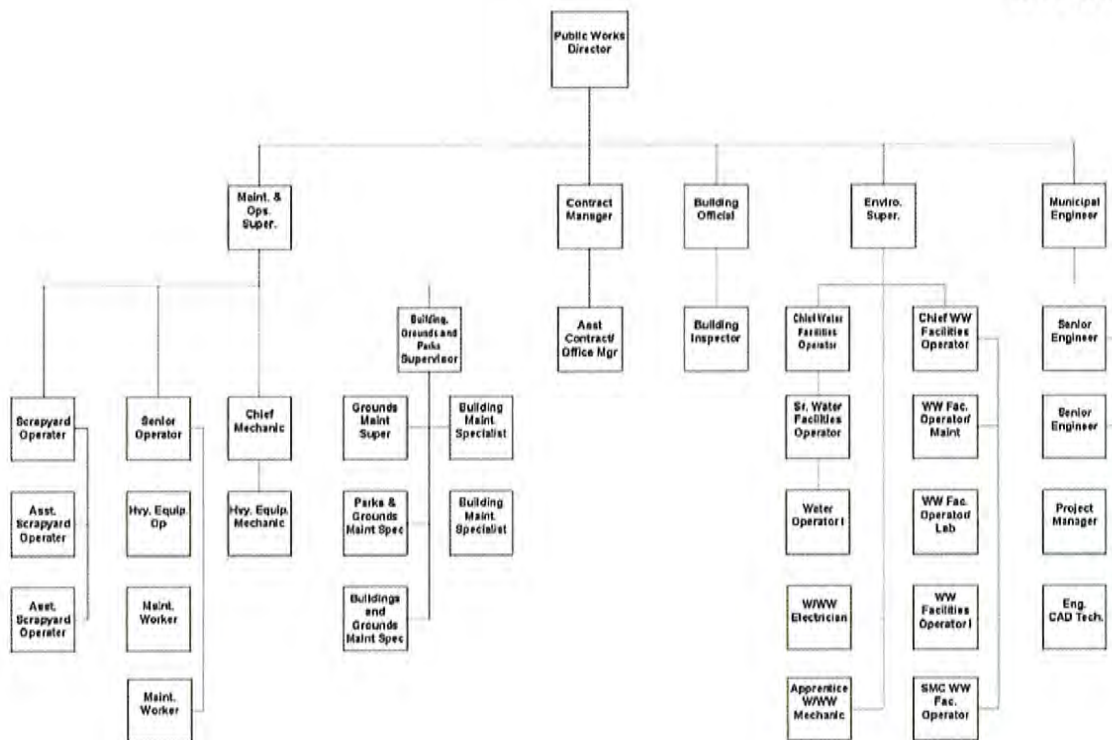 Public Works
Director
Maint. &
Ops.
Super.
Contract
Manager
Building
Official
Enviro.
Super.
Municipal
Engineer
Building,
Grounds and
Parks
Supervisor
Asst
Contract/
Office Mgr
Building
Inspector
Chief Water
Facilities
Operator
Chief WW
Facilities
Operator
Senior
Engineer
Scrapyard
Operater
Senior
Operator
Chief
Mechanic
Grounds
Maint
Super
Building
Maint.
Specialist
Sr. Water
Facilities
Operator
WW Fac.
Operator/
Maint
Senior
Engineer
Asst.
Scrapyard
Operater
Hvy. Equip.
Op
Hvy. Equip.
Mechanic
Parks &
Grounds
Maint Spec
Building
Maint.
Specialist
Water
Operator I
WW Fac.
Operator/
Lab
Project
Manager
Asst.
Scrapyard
Operater
Maint.
Worker
Buildings
and
Grounds
Maint Spec
W/WW
Electrician
WW
Facilities
Operator I
Eng.
CAD Tech.
Maint.
Worker
Apprentice
W/WW
Mechanic
SMC WW
Fac.
Operator